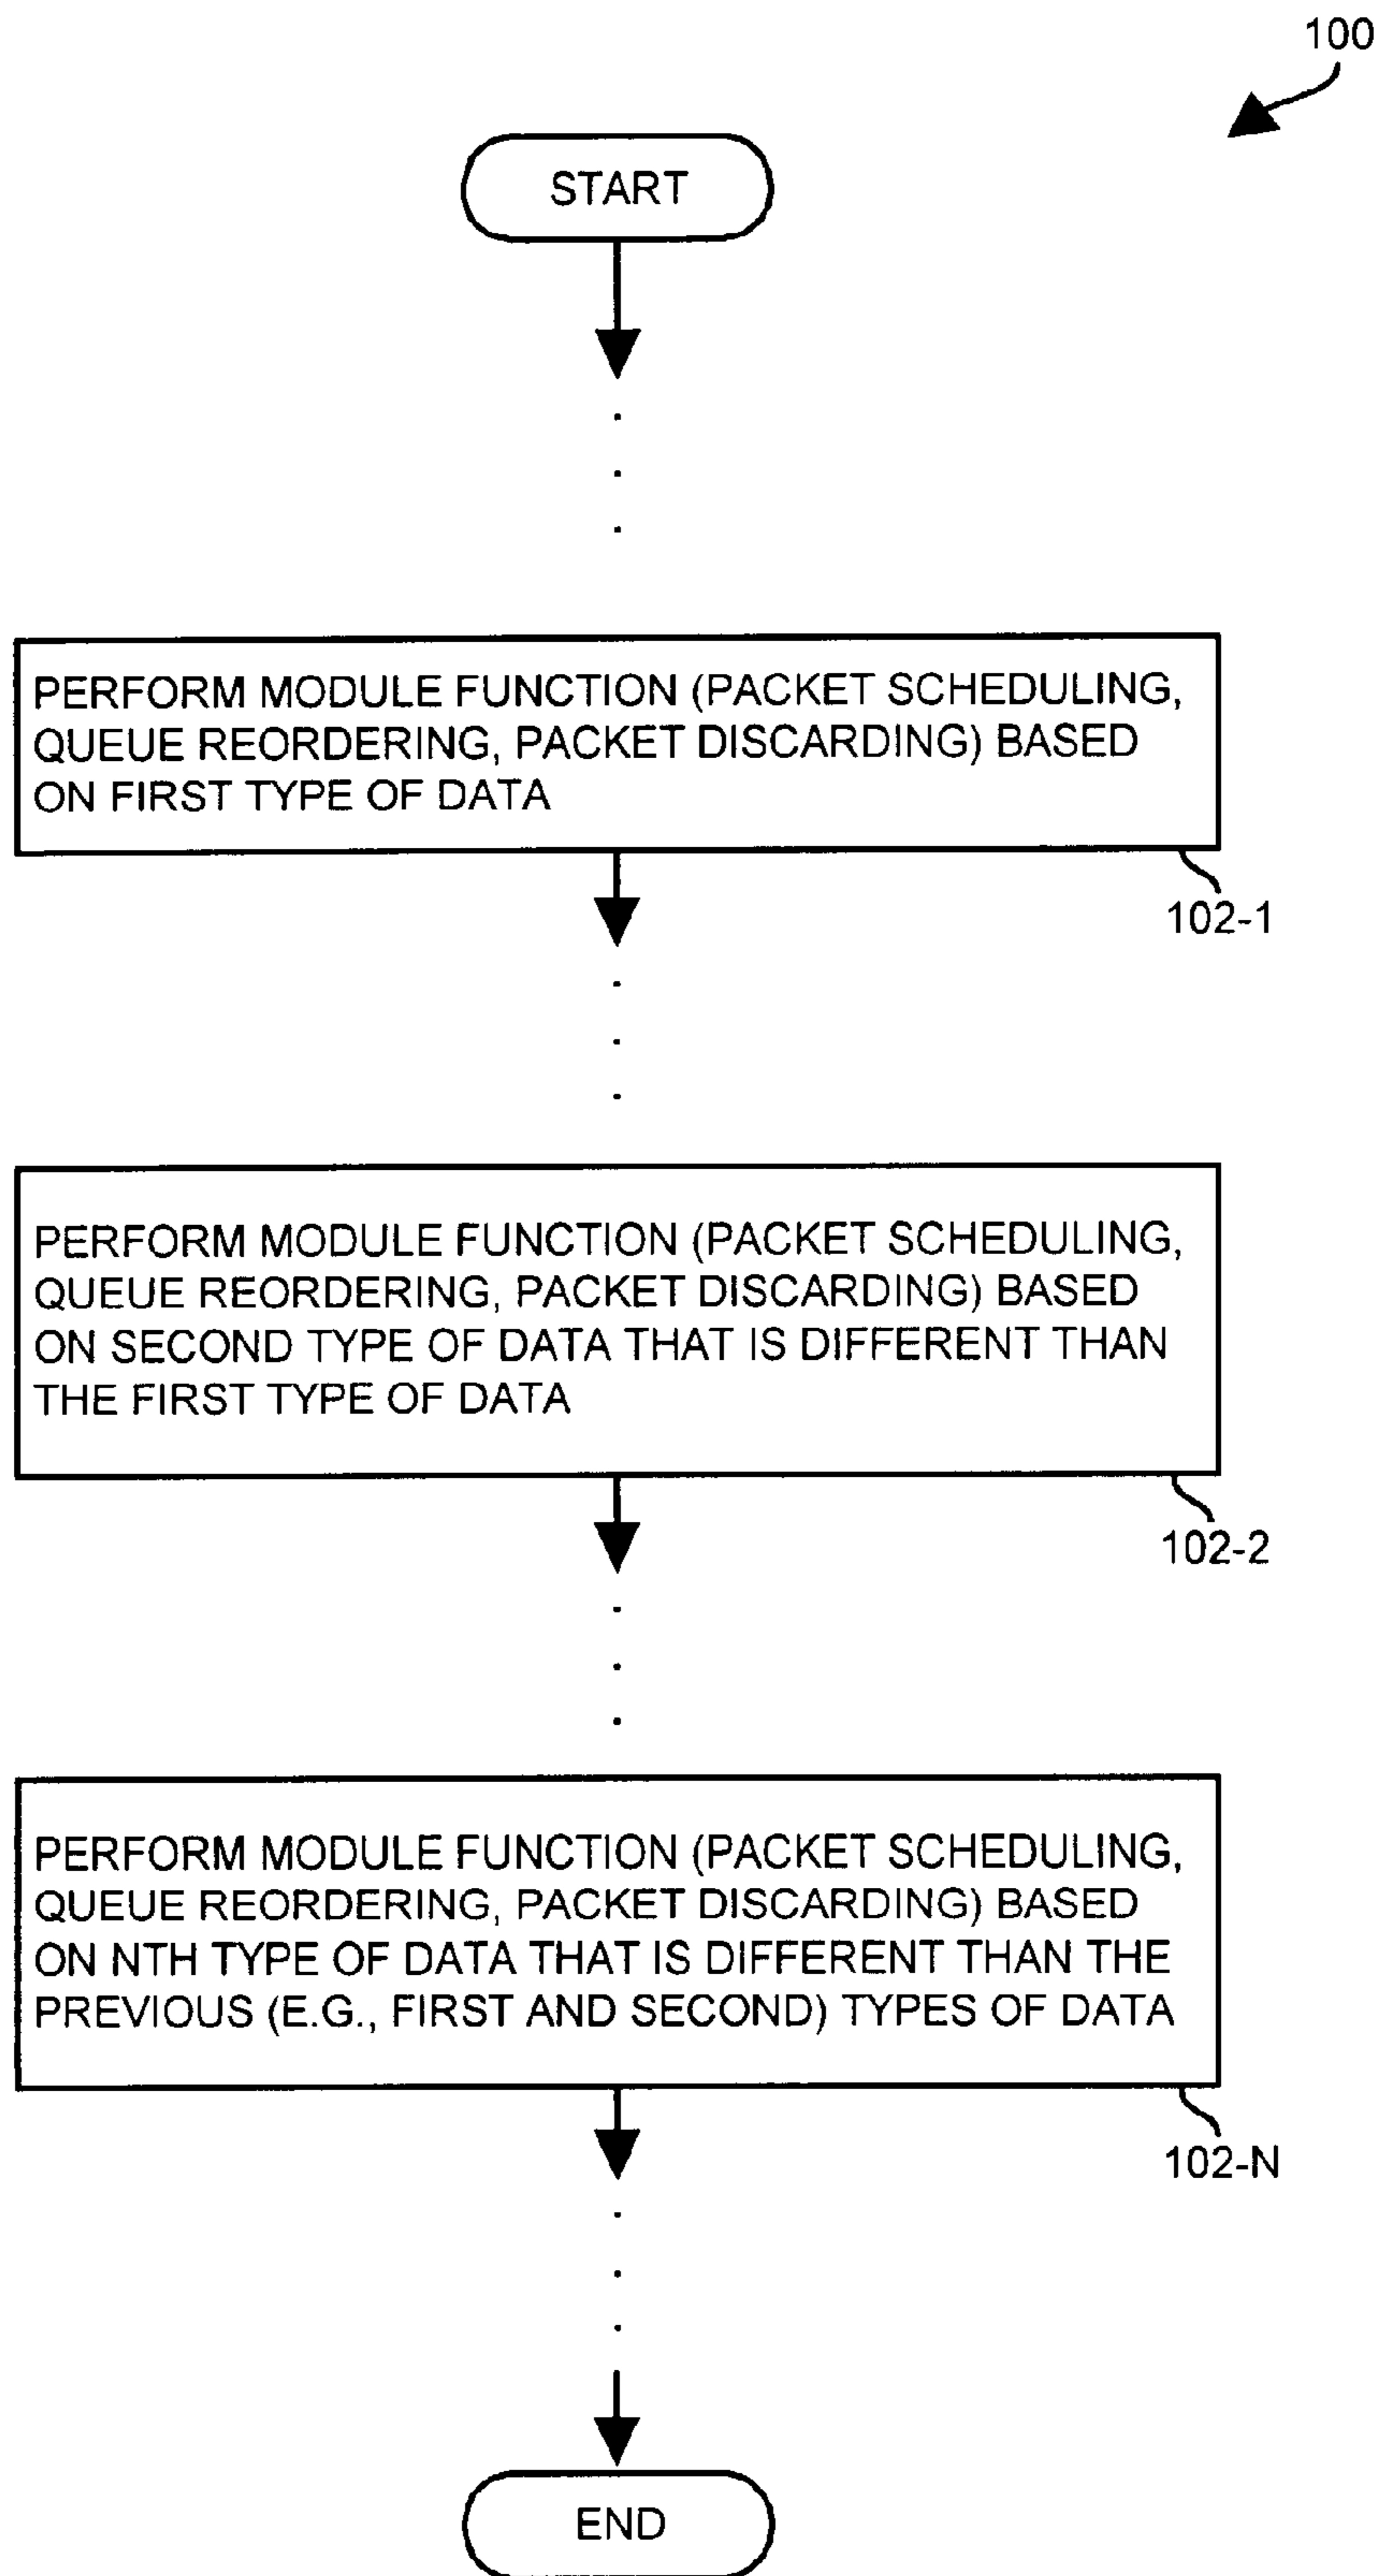 100
START
PERFORM MODULE FUNCTION (PACKET SCHEDULING,
QUEUE REORDERING, PACKET DISCARDING) BASED
ON FIRST TYPE OF DATA
102-1
PERFORM MODULE FUNCTION (PACKET SCHEDULING,
QUEUE REORDERING, PACKET DISCARDING) BASED
ON SECOND TYPE OF DATA THAT IS DIFFERENT THAN
THE FIRST TYPE OF DATA
102-2
PERFORM MODULE FUNCTION (PACKET SCHEDULING,
QUEUE REORDERING, PACKET DISCARDING) BASED
ON NTH TYPE OF DATA THAT IS DIFFERENT THAN THE
PREVIOUS (E.G., FIRST AND SECOND) TYPES OF DATA
102-N
END